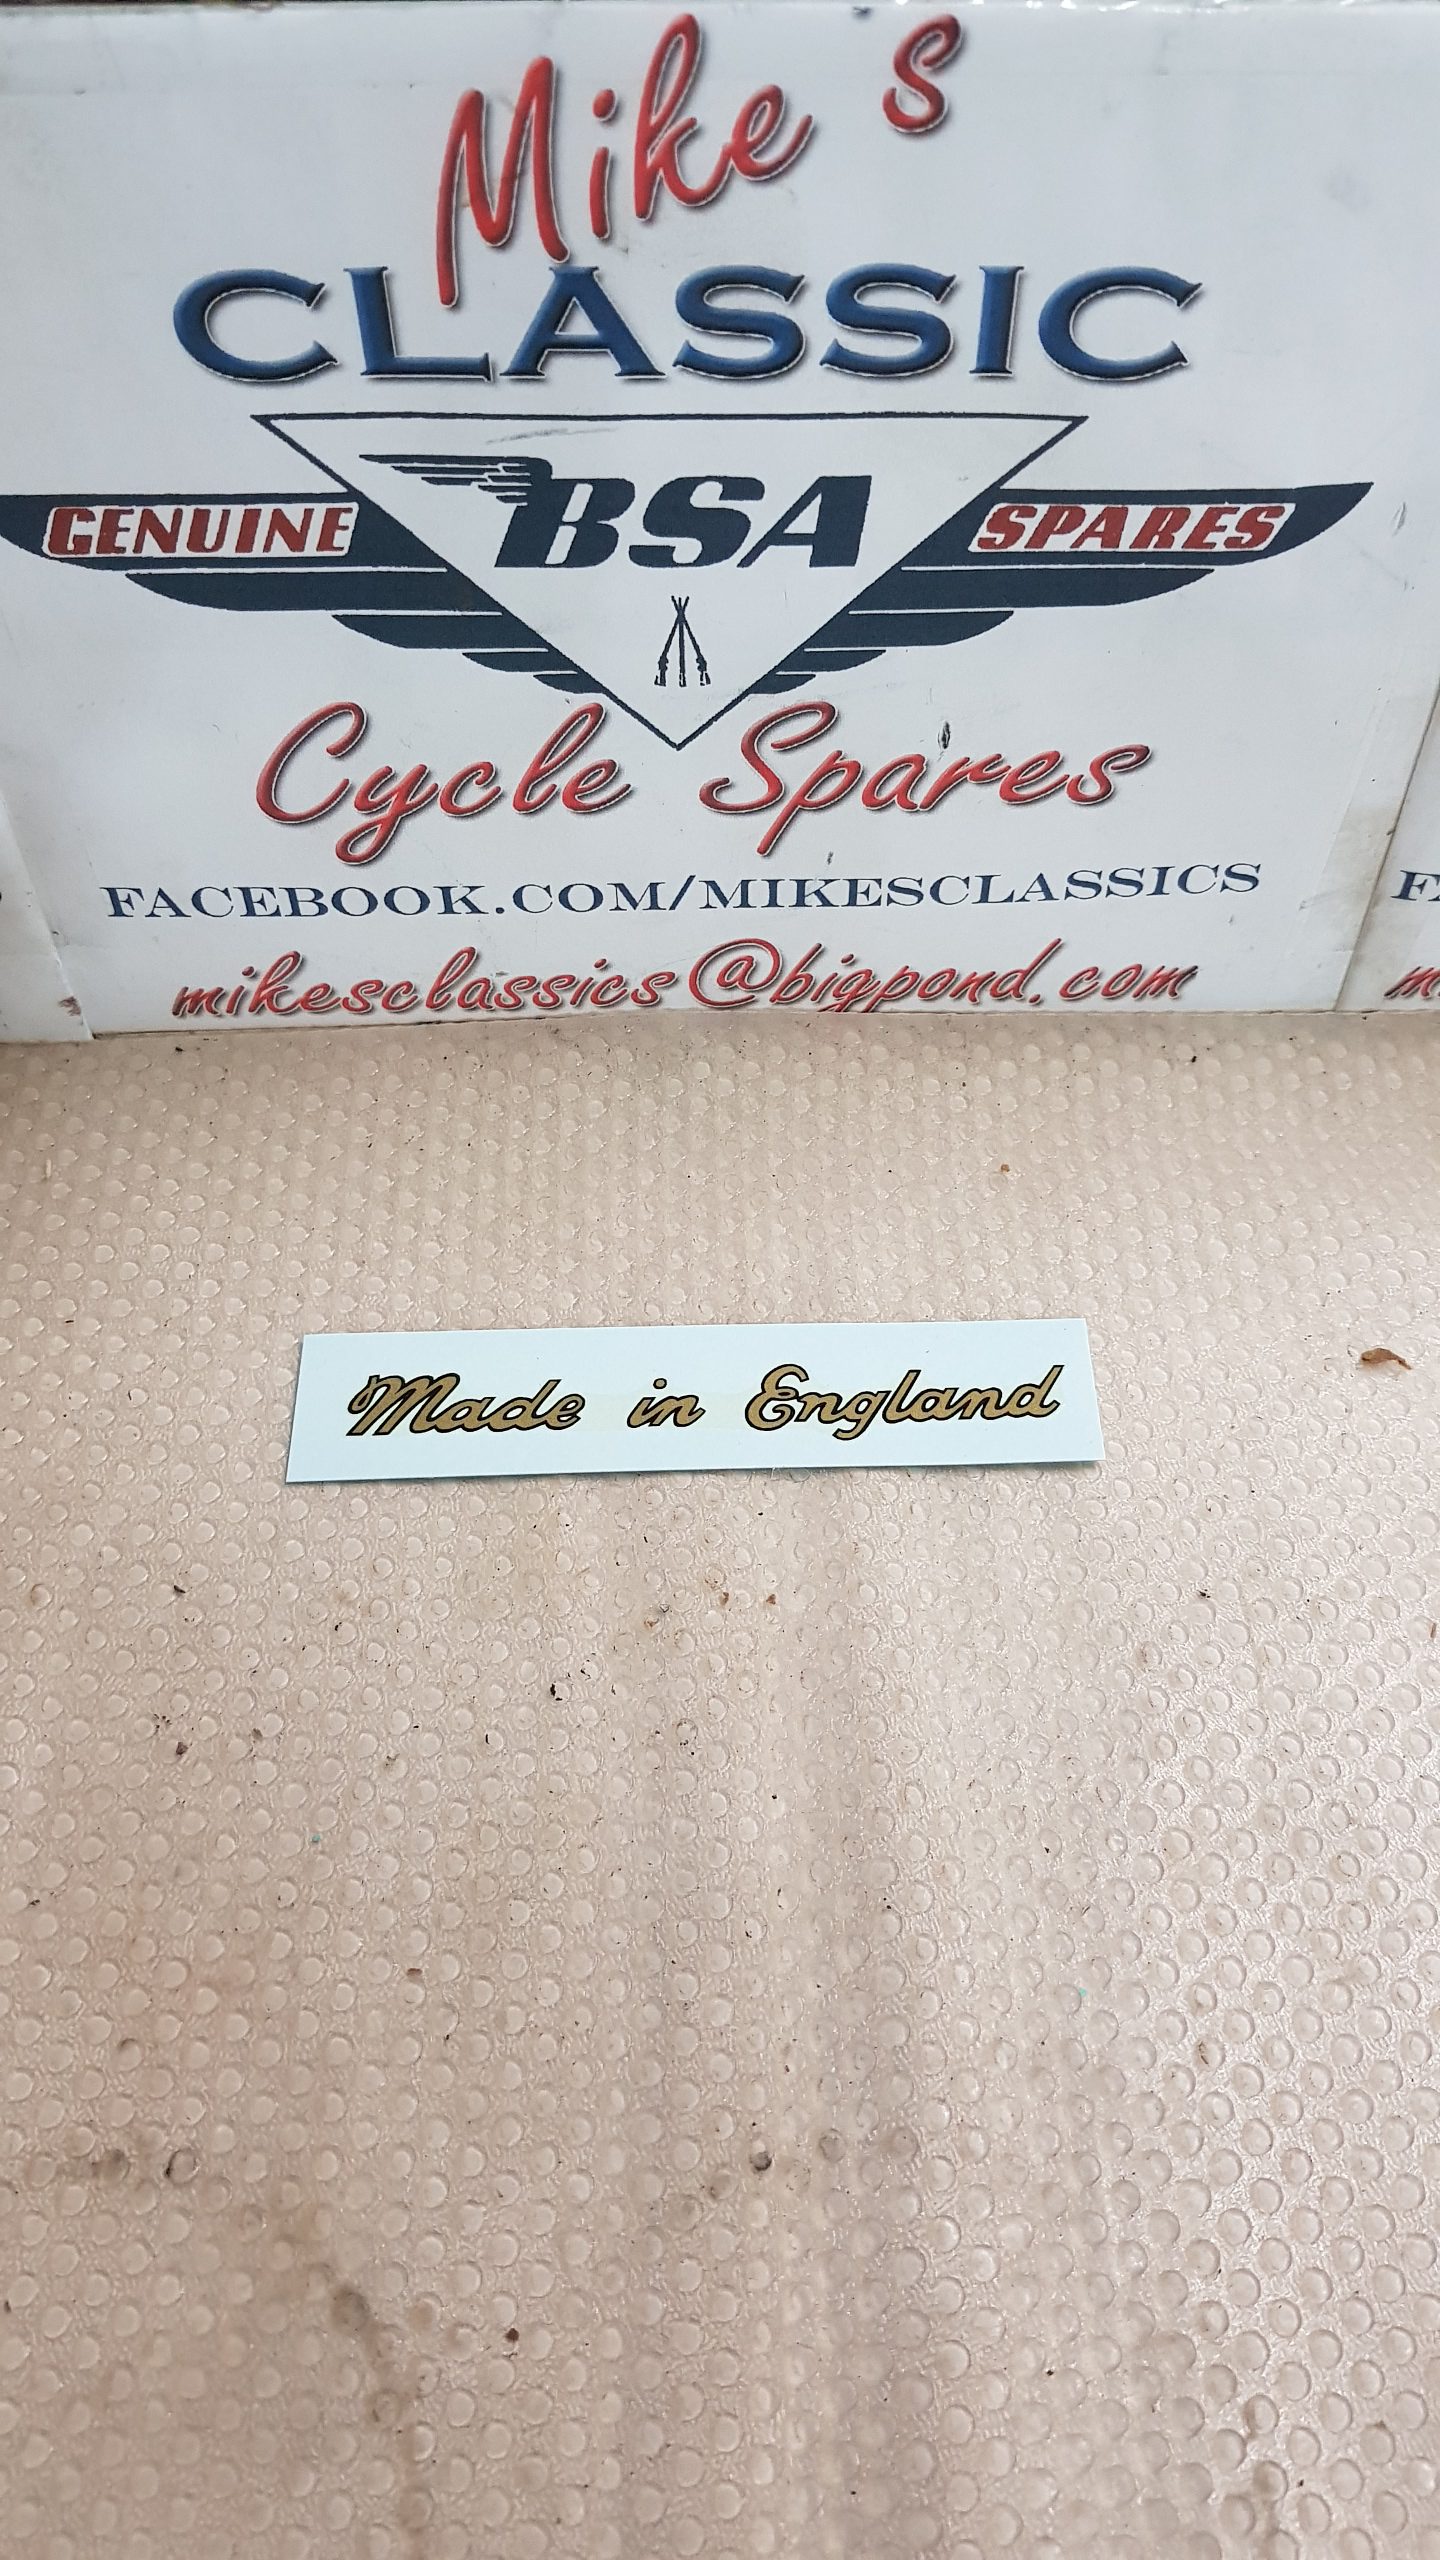 Mike's
CLASSIC
GENUINE BSA SPARES
Cycle Spares
FACEBOOK.COM/MIKESCLASSICS
mikesclassics@bigpond.com
Made in England